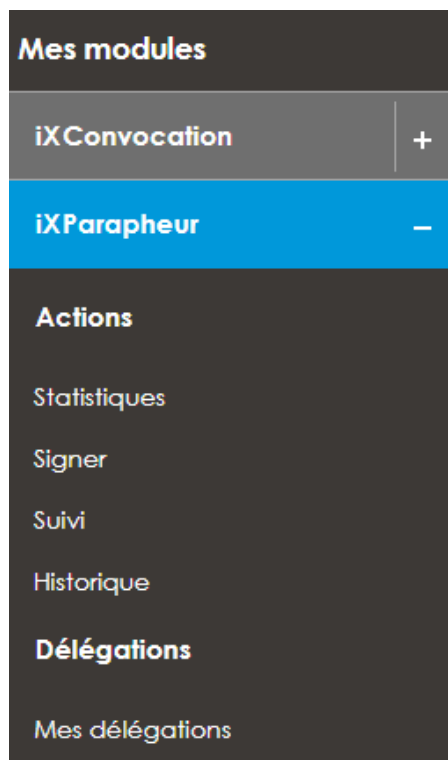 Mes modules
iXConvocation +
iXParapheur –
Actions
Statistiques
Signer
Suivi
Historique
Délégations
Mes délégations